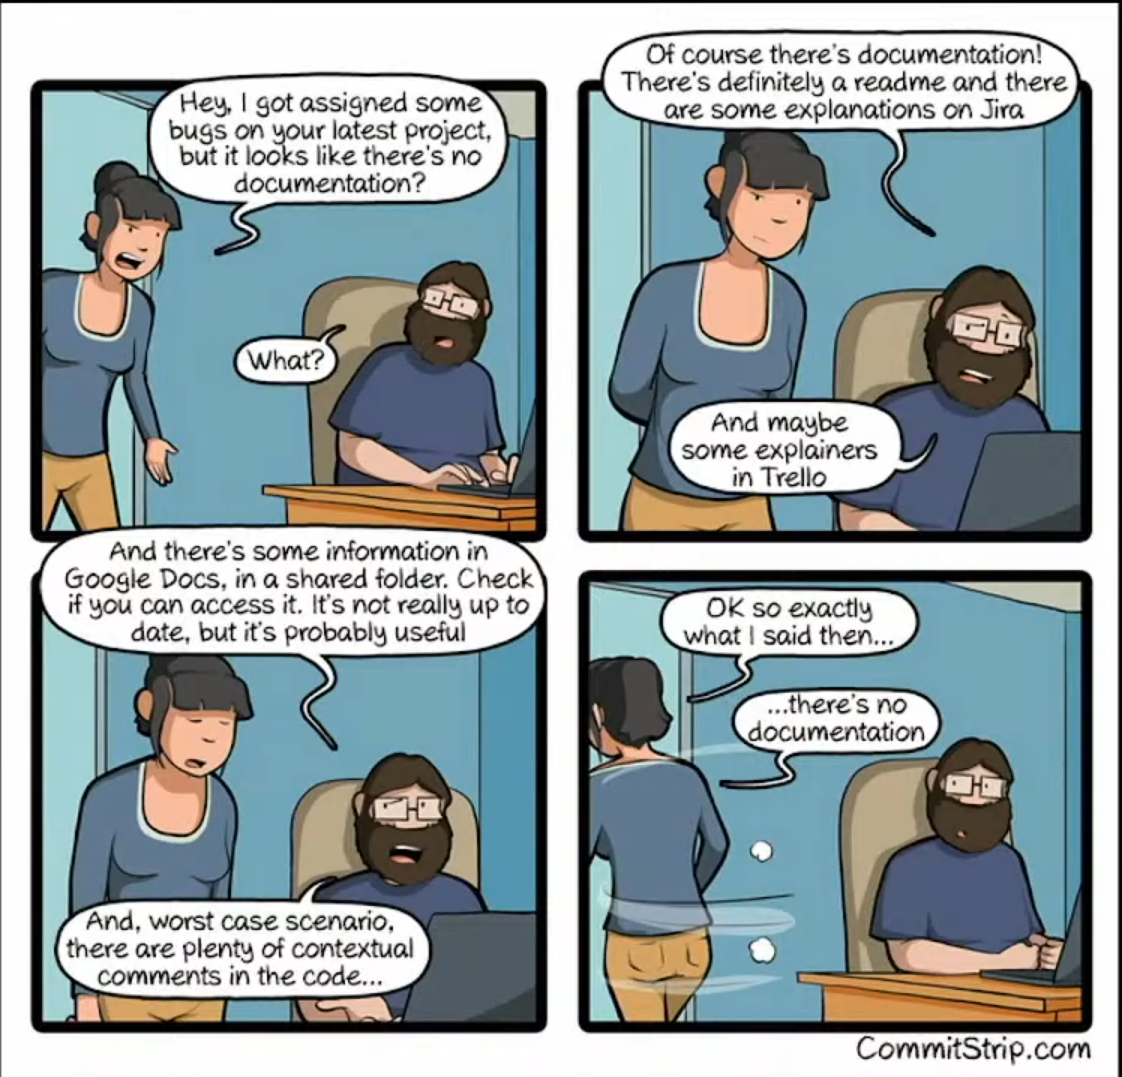 Hey, I got assigned some
bugs on your latest project,
but it looks like there's no
documentation?
What?
Of course there's documentation!
There's definitely a readme and there
are some explanations on Jira
And maybe
some explainers
in Trello
And there's some information in
Google Docs, in a shared folder. Check
if you can access it. It's not really up to
date, but it's probably useful
And, worst case scenario,
there are plenty of contextual
comments in the code...
OK so exactly
what I said then...
...there's no
documentation
CommitStrip.com